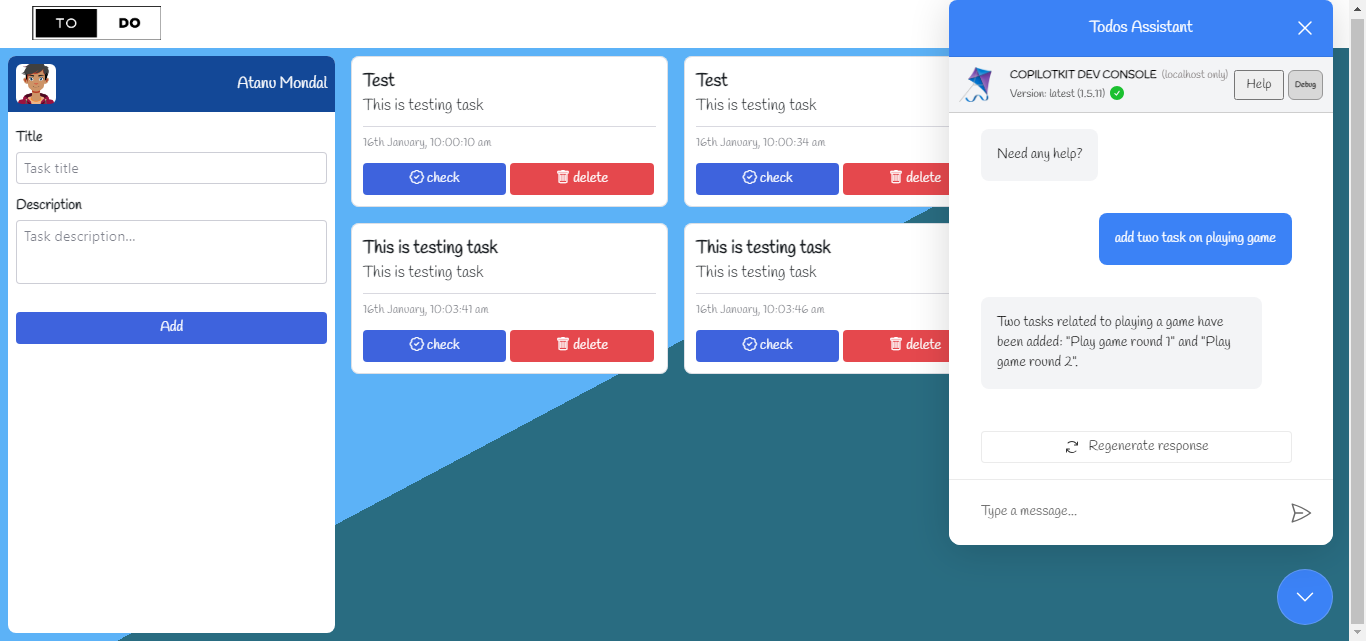 TO DO
Atanu Mondal
Title
Task title
Description
Task description...
Add
Test
This is testing task
16th January, 10:00:10 am
check delete
Test
This is testing task
16th January, 10:00:34 am
check delete
This is testing task
This is testing task
16th January, 10:03:41 am
check delete
This is testing task
This is testing task
16th January, 10:03:46 am
check delete
Todos Assistant
COPILOTKIT DEV CONSOLE (localhost only)
Version: latest (1.5.11)
Help
Debug
Need any help?
add two task on playing game
Two tasks related to playing a game have
been added: "Play game round 1" and "Play
game round 2".
Regenerate response
Type a message...